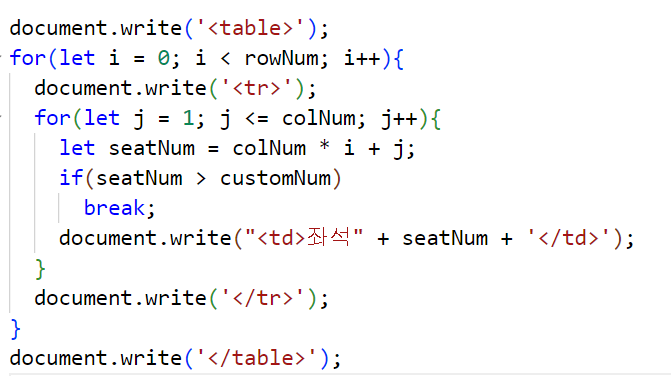 document.write('<table>');
for(let i = 0; i < rowNum; i++){
  document.write('<tr>');
  for(let j = 1; j <= colNum; j++){
    let seatNum = colNum * i + j;
    if(seatNum > customNum)
      break;
    document.write("<td>좌석" + seatNum + '</td>');
  }
  document.write('</tr>');
}
document.write('</table>');